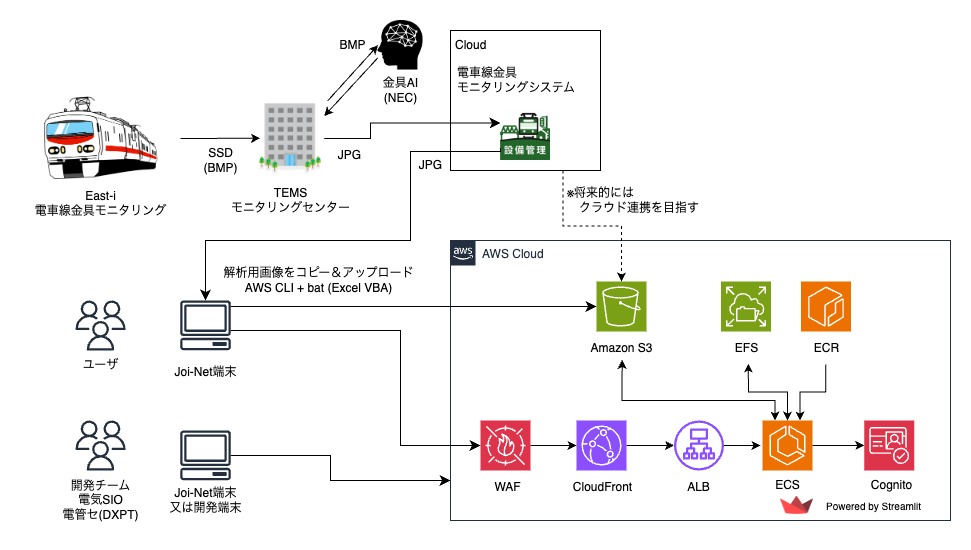 BMP
金具AI
(NEC)
Cloud
電車線金具
モニタリングシステム
設備管理
SSD
(BMP)
JPG
JPG
East-i
電車線金具モニタリング
TEMS
モニタリングセンター
※将来的には
クラウド連携を目指す
aws
AWS Cloud
解析用画像をコピー＆アップロード
AWS CLI + bat (Excel VBA)
ユーザ
Joi-Net端末
Amazon S3
EFS
ECR
開発チーム
電気SIO
電管セ(DXPT)
Joi-Net端末
又は開発端末
WAF
CloudFront
ALB
ECS
Cognito
Powered by Streamlit